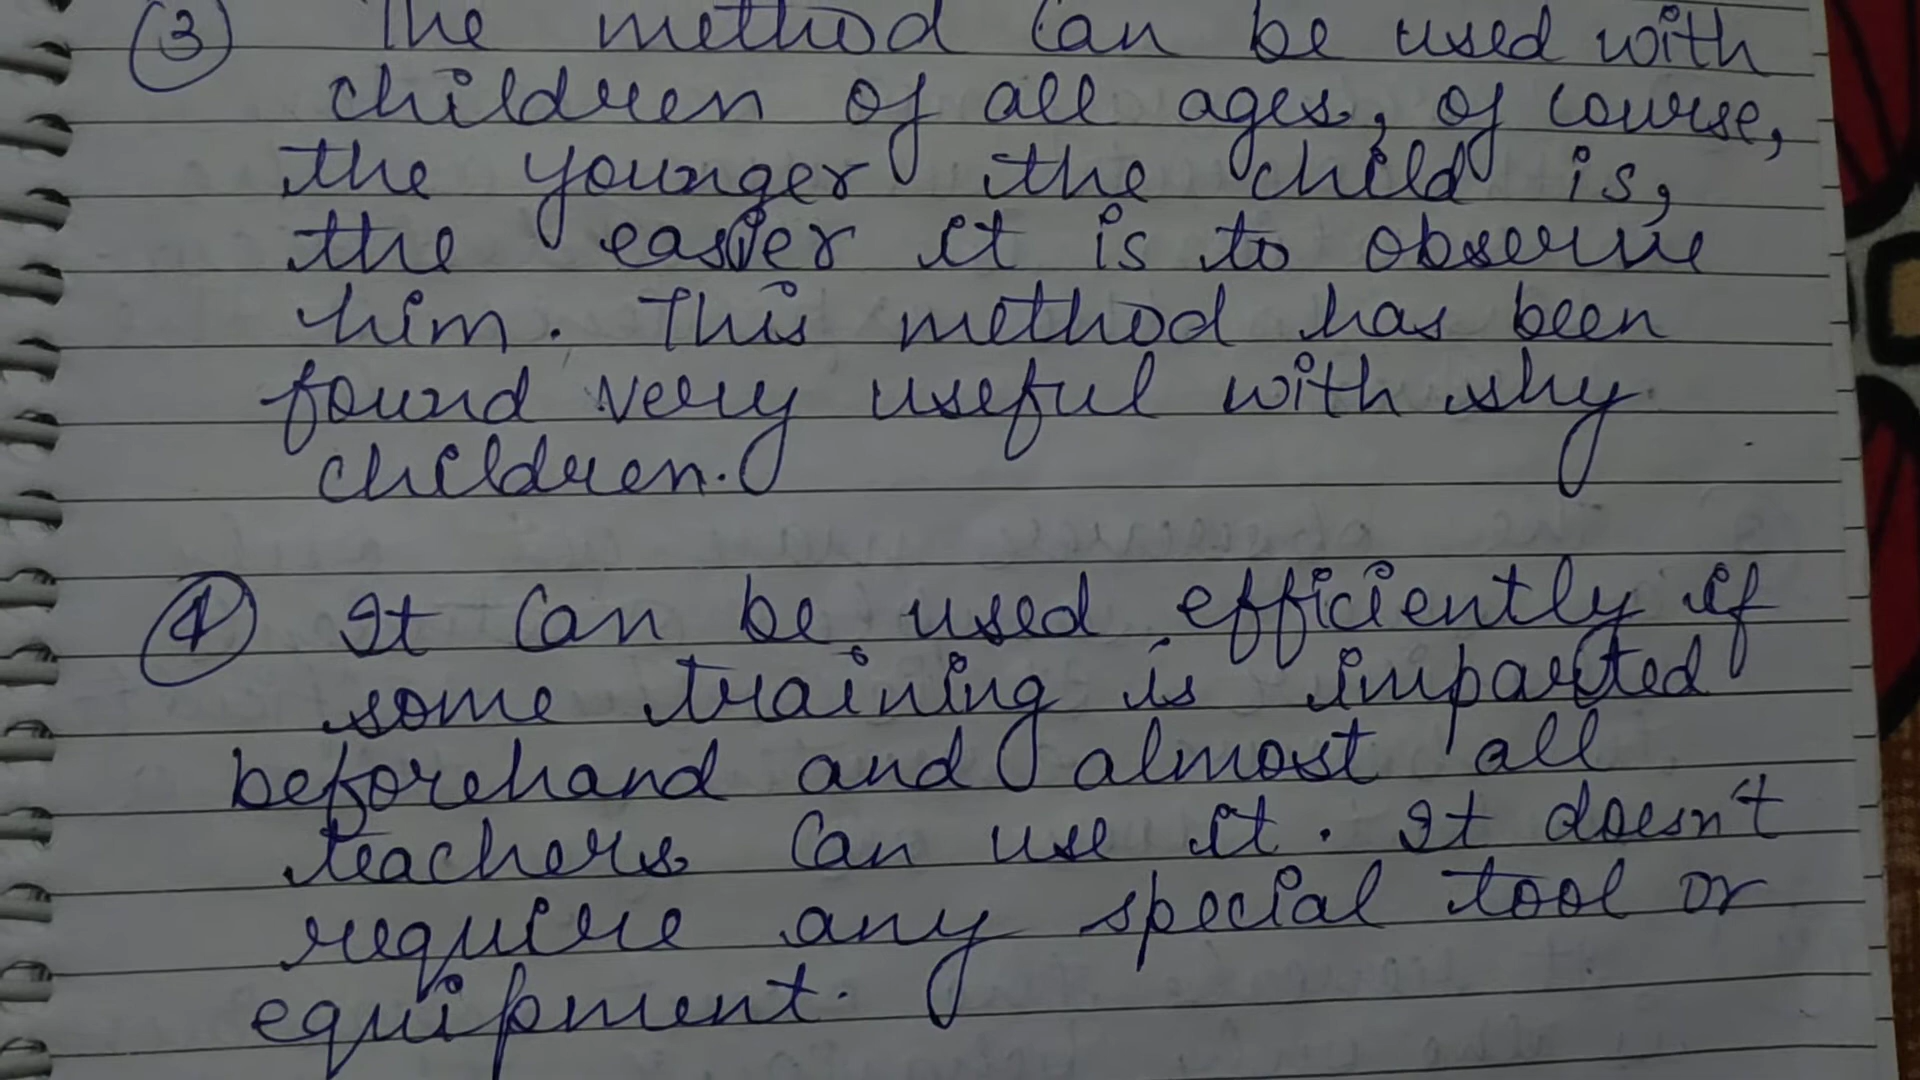 ③ The method can be used with
children of all ages, of course,
the younger the child is,
the easier it is to observe
him. This method has been
found very useful with shy
children.
④ It can be used efficiently if
some training is imparted
beforehand and almost all
teachers can use it. It doesn't
require any special tool or
equipment.